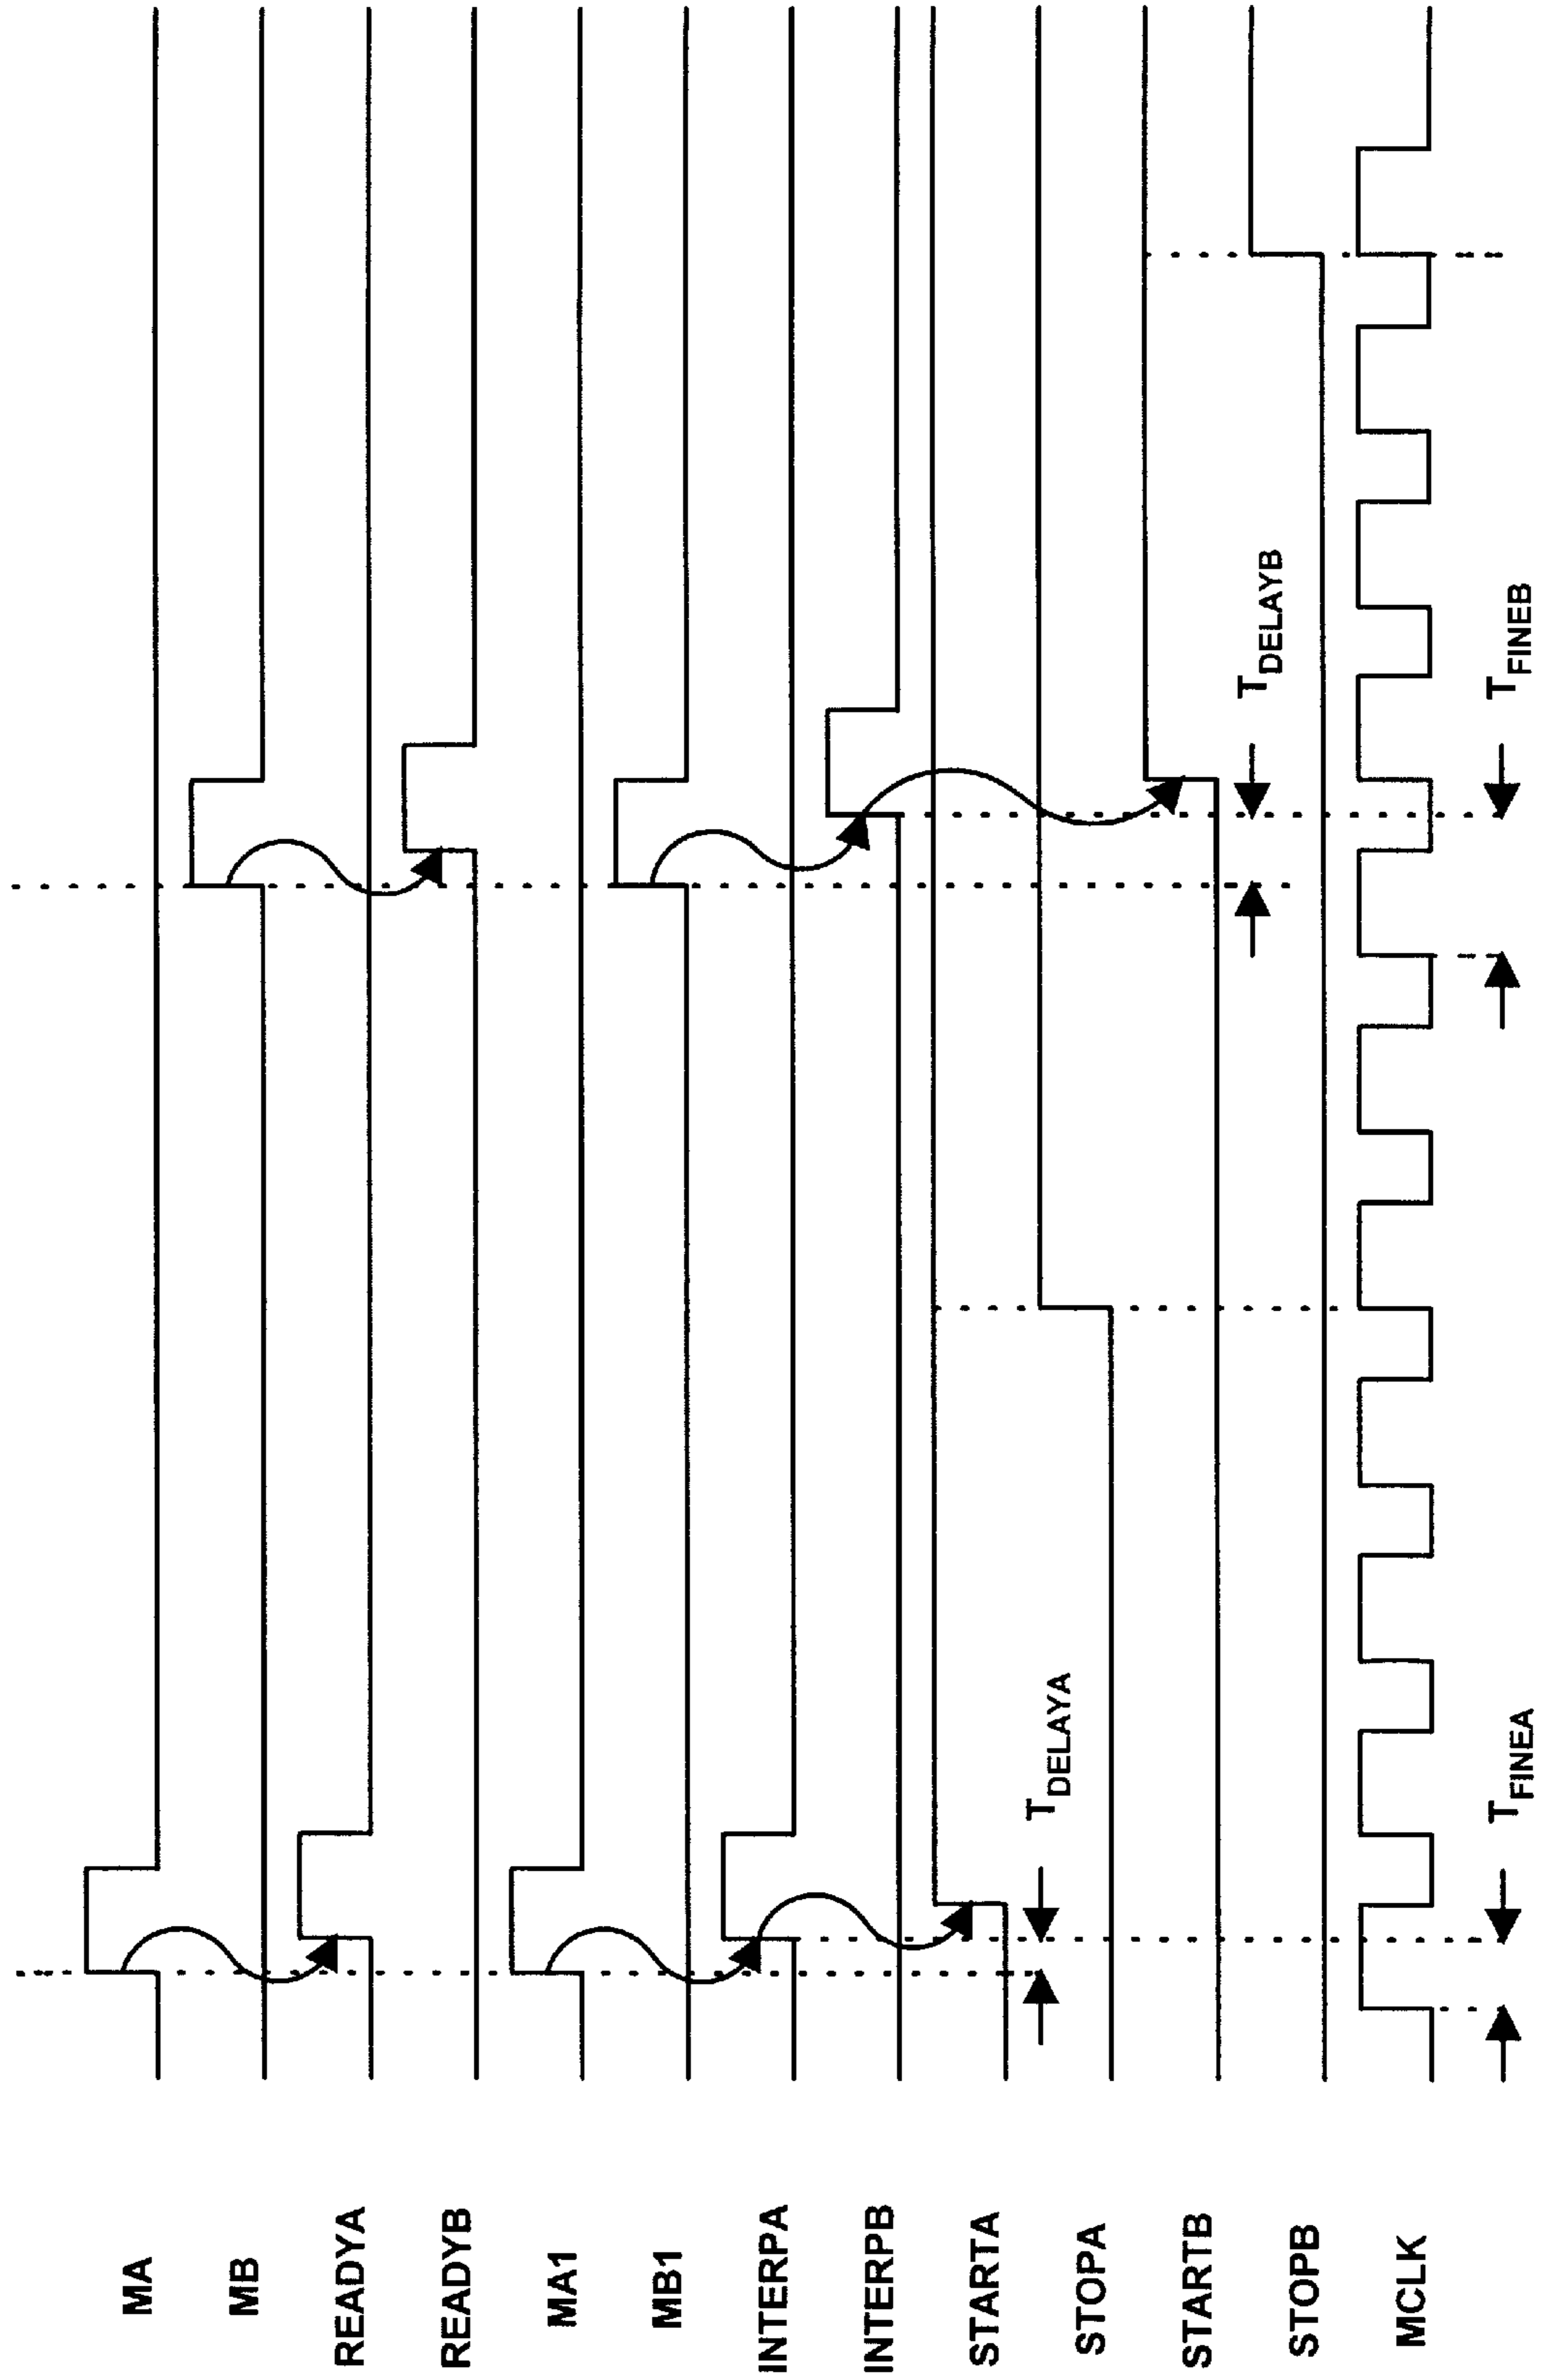 MA
MB
READYA
READYB
MA1
MB1
INTERPA
INTERPB
STARTA
STOPA
STARTB
STOPB
MCLK
TDELAYA
TDELAYB
TFINEA
TFINEB